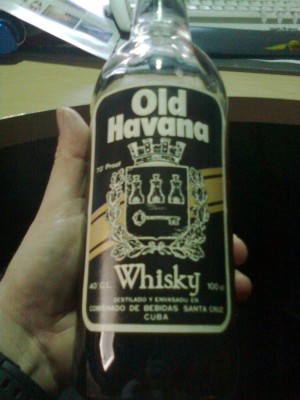 Old
Havana
70° Proof
Whisky
40° G.L. 100 cl
DESTILADO Y ENVASADO EN
COMBINADO DE BEBIDAS SANTA CRUZ
CUBA